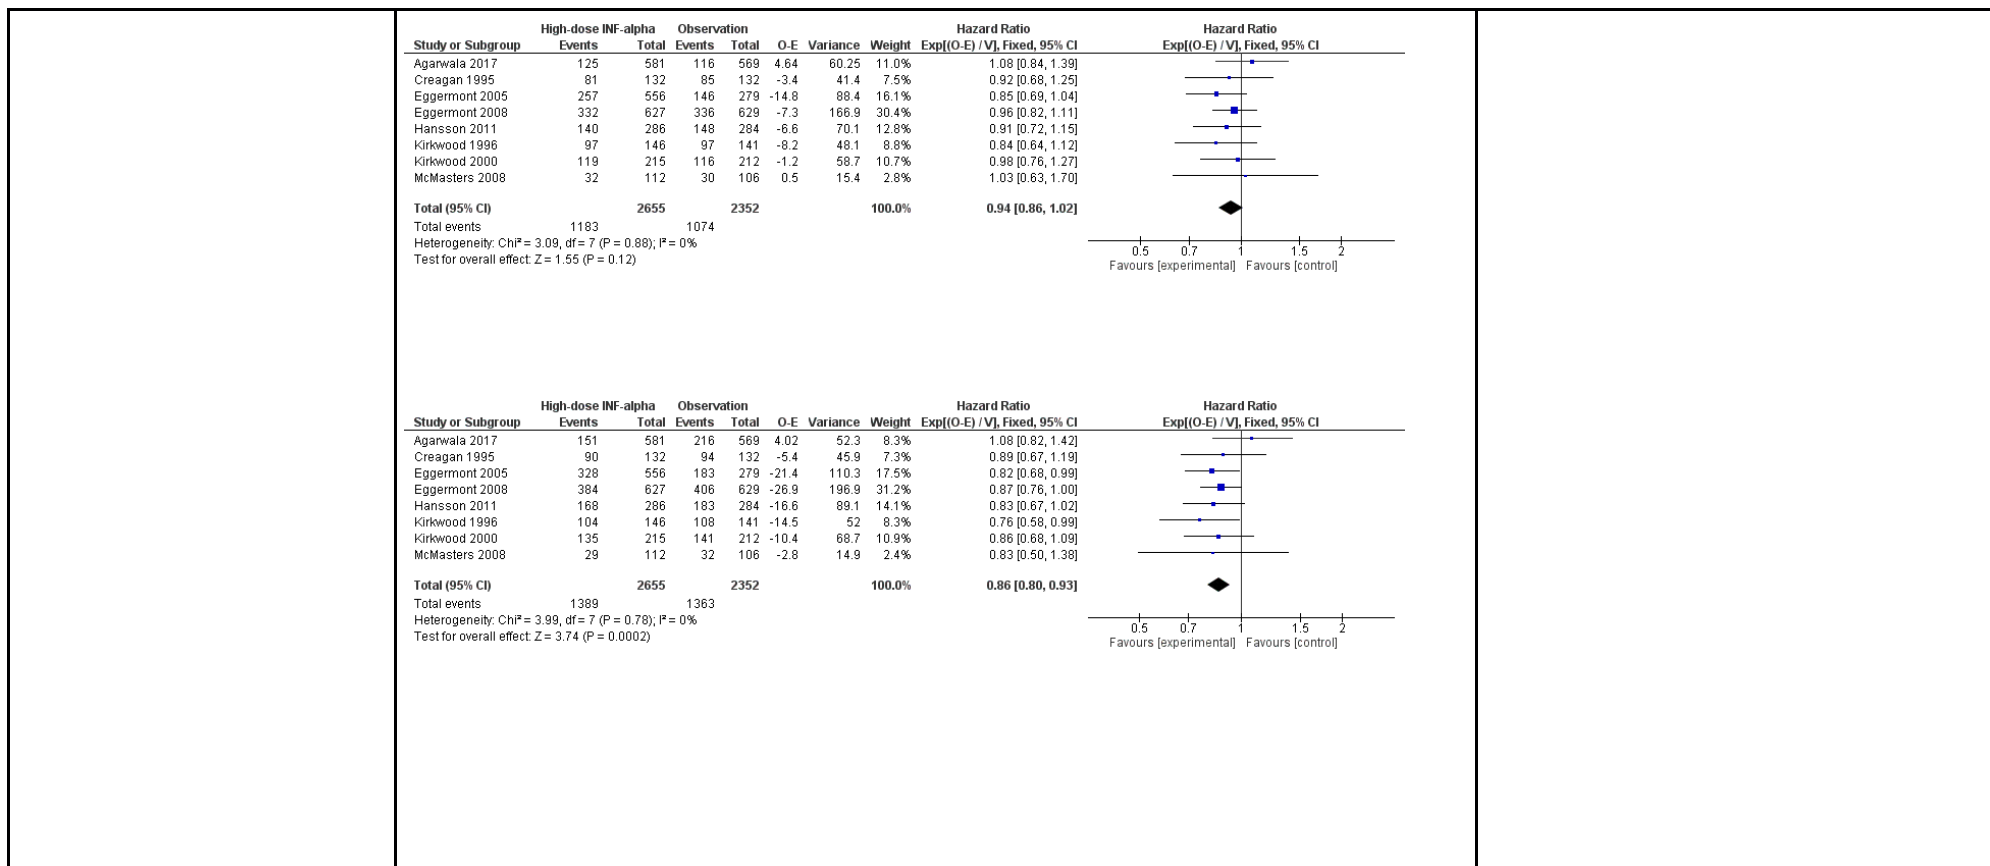 High-dose INF-alpha Observation Hazard Ratio Hazard Ratio
Study or Subgroup Events Total Events Total O-E Variance Weight Exp[(O-E) / V], Fixed, 95% CI Exp[(O-E) / V], Fixed, 95% CI
Agarwala 2017 125 581 116 569 4.64 60.25 11.0% 1.08 [0.84, 1.39]
Creagan 1995 81 132 85 132 -3.4 41.4 7.5% 0.92 [0.68, 1.25]
Eggermont 2005 257 556 146 279 -14.8 88.4 16.1% 0.85 [0.69, 1.04]
Eggermont 2008 332 627 336 629 -7.3 166.9 30.4% 0.96 [0.82, 1.11]
Hansson 2011 140 286 148 284 -6.6 70.1 12.8% 0.91 [0.72, 1.15]
Kirkwood 1996 97 146 97 141 -8.2 48.1 8.8% 0.84 [0.64, 1.12]
Kirkwood 2000 119 215 116 212 -1.2 58.7 10.7% 0.98 [0.76, 1.27]
McMasters 2008 32 112 30 106 0.5 15.4 2.8% 1.03 [0.63, 1.70]
Total (95% CI) 2655 2352 100.0% 0.94 [0.86, 1.02]
Total events 1183 1074
Heterogeneity: Chi² = 3.09, df = 7 (P = 0.88); I² = 0%
Test for overall effect: Z = 1.55 (P = 0.12)
0.5 0.7 1 1.5 2
Favours [experimental] Favours [control]
High-dose INF-alpha Observation Hazard Ratio Hazard Ratio
Study or Subgroup Events Total Events Total O-E Variance Weight Exp[(O-E) / V], Fixed, 95% CI Exp[(O-E) / V], Fixed, 95% CI
Agarwala 2017 151 581 216 569 4.02 52.3 8.3% 1.08 [0.82, 1.42]
Creagan 1995 90 132 94 132 -5.4 45.9 7.3% 0.89 [0.67, 1.19]
Eggermont 2005 328 556 183 279 -21.4 110.3 17.5% 0.82 [0.68, 0.99]
Eggermont 2008 384 627 406 629 -26.9 196.9 31.2% 0.87 [0.76, 1.00]
Hansson 2011 168 286 183 284 -16.6 89.1 14.1% 0.83 [0.67, 1.02]
Kirkwood 1996 104 146 108 141 -14.5 52 8.3% 0.76 [0.58, 0.99]
Kirkwood 2000 135 215 141 212 -10.4 68.7 10.9% 0.86 [0.68, 1.09]
McMasters 2008 29 112 32 106 -2.8 14.9 2.4% 0.83 [0.50, 1.38]
Total (95% CI) 2655 2352 100.0% 0.86 [0.80, 0.93]
Total events 1389 1363
Heterogeneity: Chi² = 3.99, df = 7 (P = 0.78); I² = 0%
Test for overall effect: Z = 3.74 (P = 0.0002)
0.5 0.7 1 1.5 2
Favours [experimental] Favours [control]